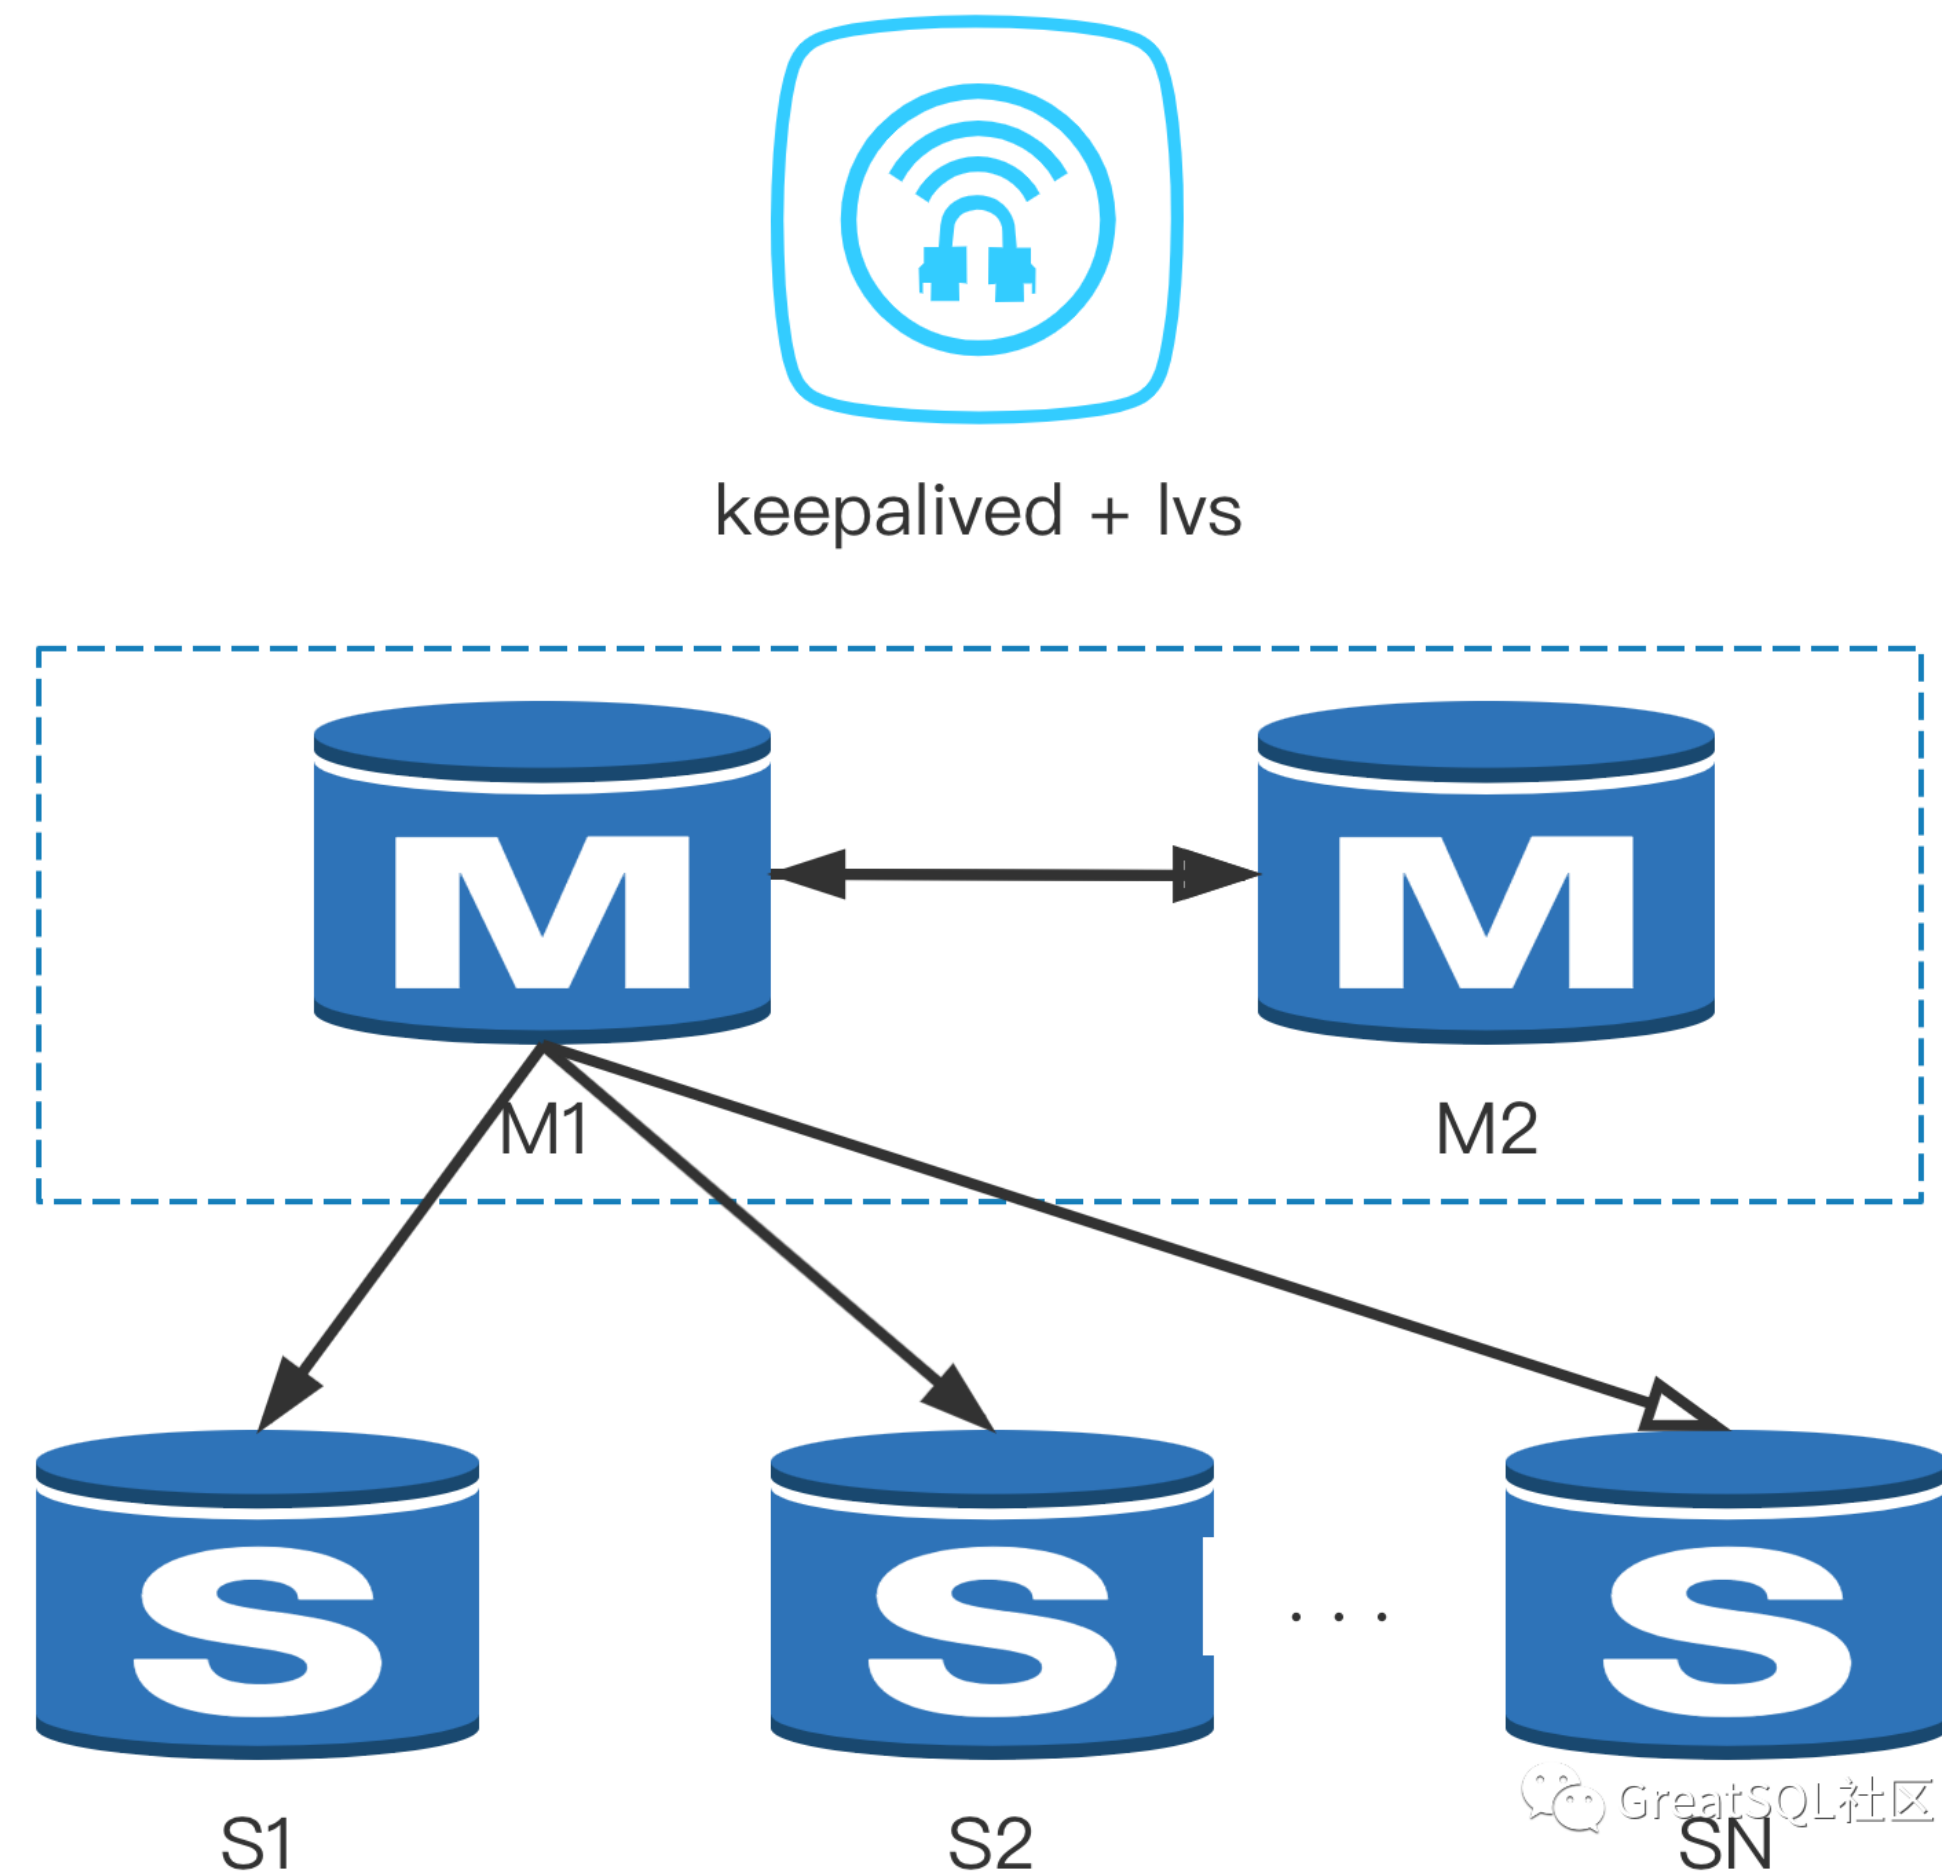 keepalived + lvs
M
M
M1
M2
S
S
...
S
GreatSQL社区
S1
S2
SN